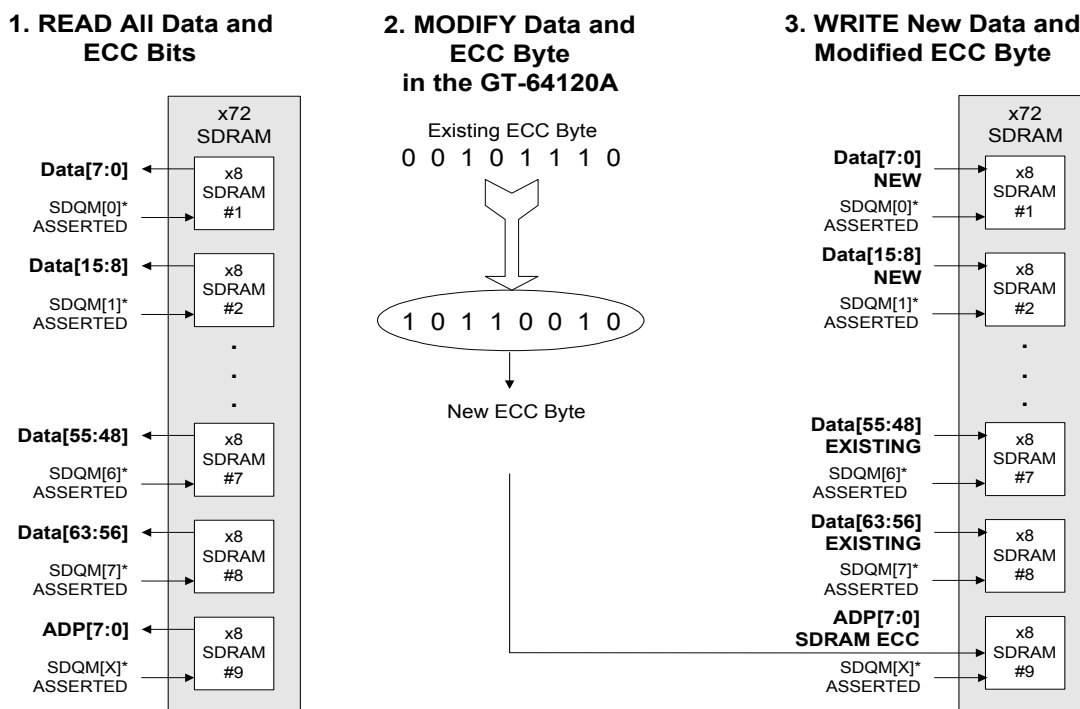 1. READ All Data and
ECC Bits
x72
SDRAM
Data[7:0]
x8
SDRAM
#1
SDQM[0]*
ASSERTED
Data[15:8]
x8
SDRAM
#2
SDQM[1]*
ASSERTED
.
.
.
Data[55:48]
x8
SDRAM
#7
SDQM[6]*
ASSERTED
Data[63:56]
x8
SDRAM
#8
SDQM[7]*
ASSERTED
ADP[7:0]
x8
SDRAM
#9
SDQM[X]*
ASSERTED
2. MODIFY Data and
ECC Byte
in the GT-64120A
Existing ECC Byte
0 0 1 0 1 1 1 0
1 0 1 1 0 0 1 0
New ECC Byte
3. WRITE New Data and
Modified ECC Byte
x72
SDRAM
Data[7:0]
NEW
x8
SDRAM
#1
SDQM[0]*
ASSERTED
Data[15:8]
NEW
x8
SDRAM
#2
SDQM[1]*
ASSERTED
.
.
.
Data[55:48]
EXISTING
x8
SDRAM
#7
SDQM[6]*
ASSERTED
Data[63:56]
EXISTING
x8
SDRAM
#8
SDQM[7]*
ASSERTED
ADP[7:0]
SDRAM ECC
x8
SDRAM
#9
SDQM[X]*
ASSERTED